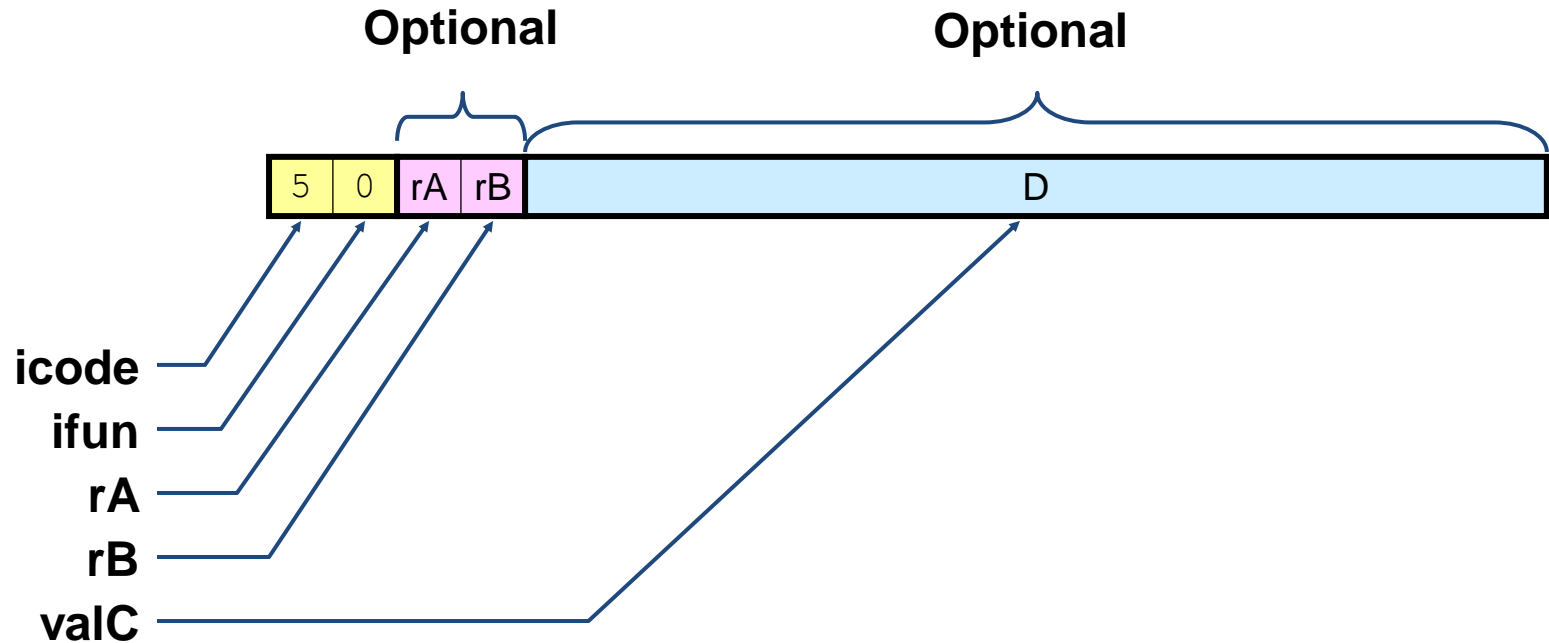 Optional Optional
5 0 rA rB D
icode
ifun
rA
rB
valC